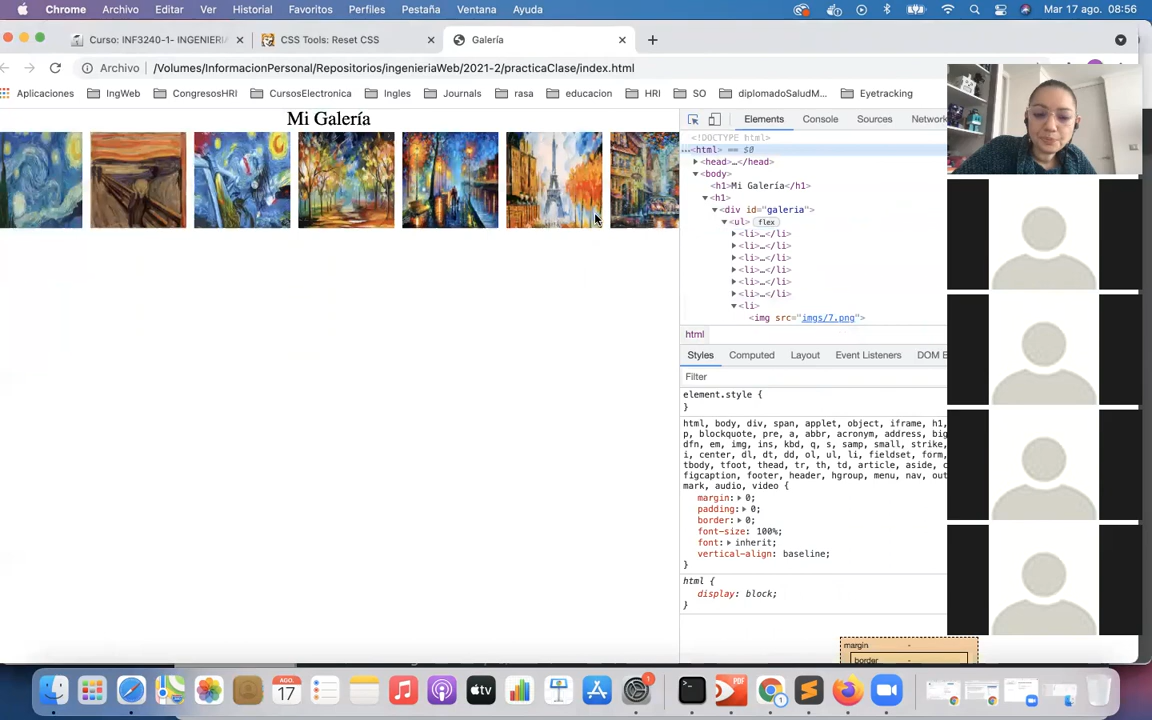 Chrome Archivo Editar Ver Historial Favoritos Perfiles Pestaña Ventana Ayuda Mar 17 ago. 08:56
Curso: INF3240-1- INGENIERI CSS Tools: Reset CSS Galería
Archivo /Volumes/InformacionPersonal/Repositorios/ingenieriaWeb/2021-2/practicaClase/index.html
Aplicaciones IngWeb CongresosHRI CursosElectronica Ingles Journals rasa educacion HRI SO diplomadoSaludM... Eyetracking
Mi Galería
Elements Console Sources Network
<!DOCTYPE html>
...<html> == $0
<head>…</head>
<body>
<h1>Mi Galería</h1>
<h1>
<div id="galeria">
<ul> flex
<li>…</li>
<li>…</li>
<li>…</li>
<li>…</li>
<li>…</li>
<li>…</li>
<li>
<img src="imgs/7.png">
html
Styles Computed Layout Event Listeners DOM
Filter
element.style {
}
html, body, div, span, applet, object, iframe, h1,
p, blockquote, pre, a, abbr, acronym, address, big
dfn, em, img, ins, kbd, q, s, samp, small, strike,
i, center, dl, dt, dd, ol, ul, li, fieldset, form,
tbody, tfoot, thead, tr, th, td, article, aside, c
figcaption, footer, header, hgroup, menu, nav, out
mark, audio, video {
margin: 0;
padding: 0;
border: 0;
font-size: 100%;
font: inherit;
vertical-align: baseline;
}
html {
display: block;
}
margin -
border -
AGO.
17
tv
1
1